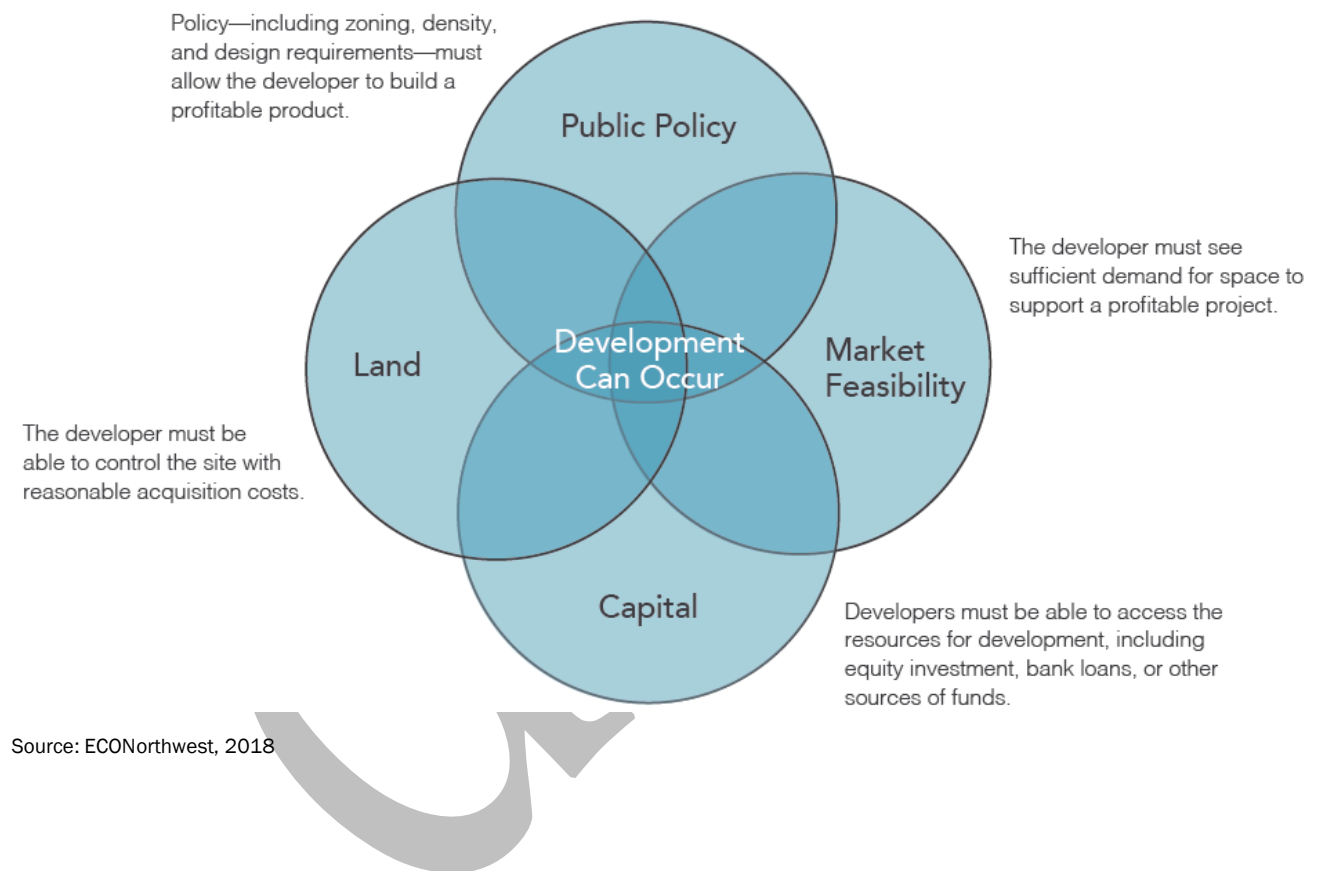 Policy—including zoning, density,
and design requirements—must
allow the developer to build a
profitable product.
Public Policy
The developer must see
sufficient demand for space to
support a profitable project.
Development
Can Occur
Land
Market
Feasibility
The developer must be
able to control the site with
reasonable acquisition costs.
Capital
Developers must be able to access the
resources for development, including
equity investment, bank loans, or other
sources of funds.
Source: ECONorthwest, 2018